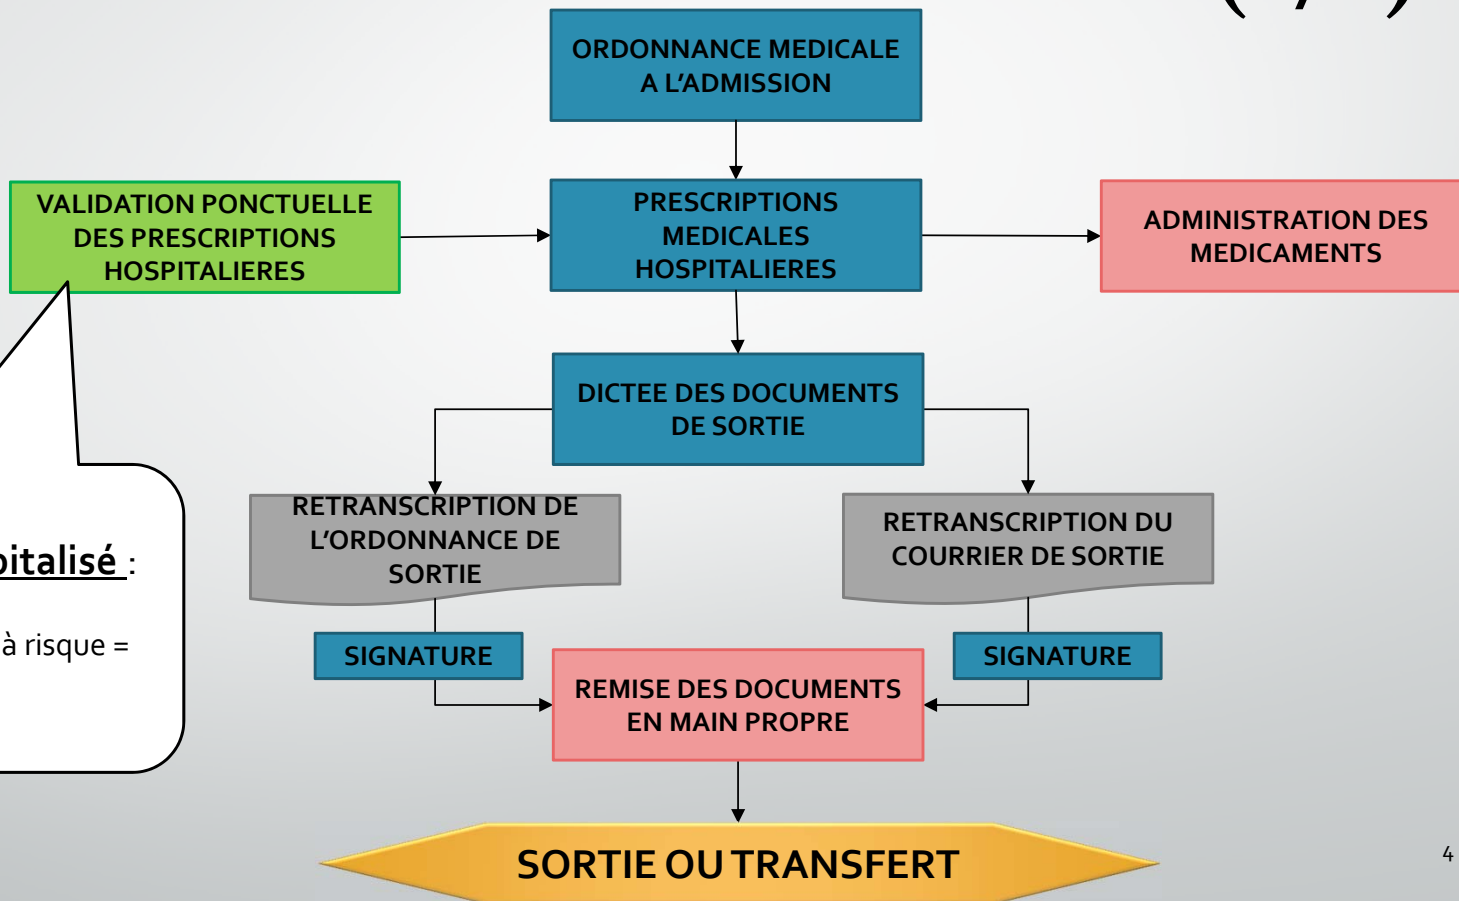 ORDONNANCE MEDICALE
A L'ADMISSION
VALIDATION PONCTUELLE
DES PRESCRIPTIONS
HOSPITALIERES
PRESCRIPTIONS
MEDICALES
HOSPITALIERES
ADMINISTRATION DES
MEDICAMENTS
DICTEE DES DOCUMENTS
DE SORTIE
RETRANSCRIPTION DE
L'ORDONNANCE DE
SORTIE
RETRANSCRIPTION DU
COURRIER DE SORTIE
pitalisé :
à risque =
SIGNATURE
SIGNATURE
REMISE DES DOCUMENTS
EN MAIN PROPRE
SORTIE OU TRANSFERT
4